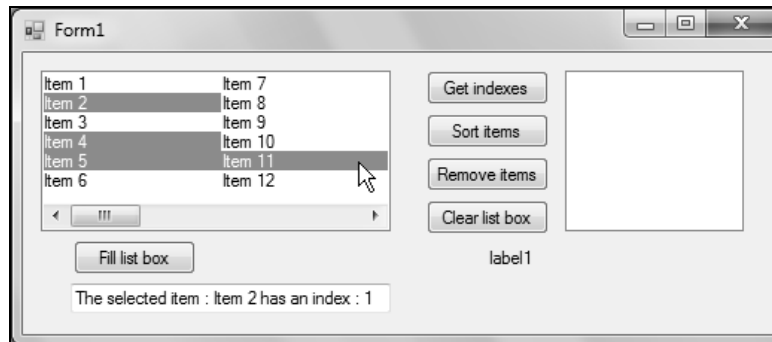 Form1
Item 1
Item 2
Item 3
Item 4
Item 5
Item 6
Item 7
Item 8
Item 9
Item 10
Item 11
Item 12
Get indexes
Sort items
Remove items
Clear list box
Fill list box
label1
The selected item : Item 2 has an index : 1